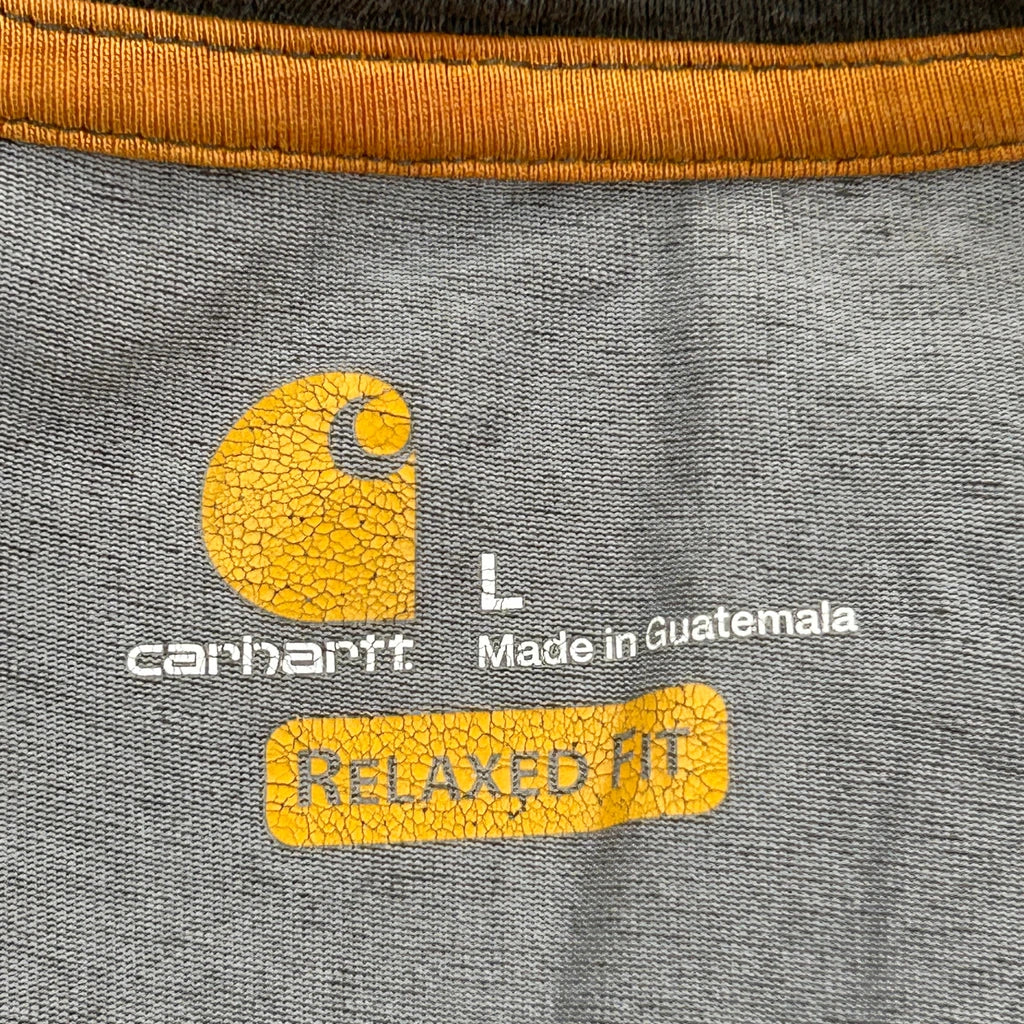 L
carhartt
Made in Guatemala
RELAXED FIT